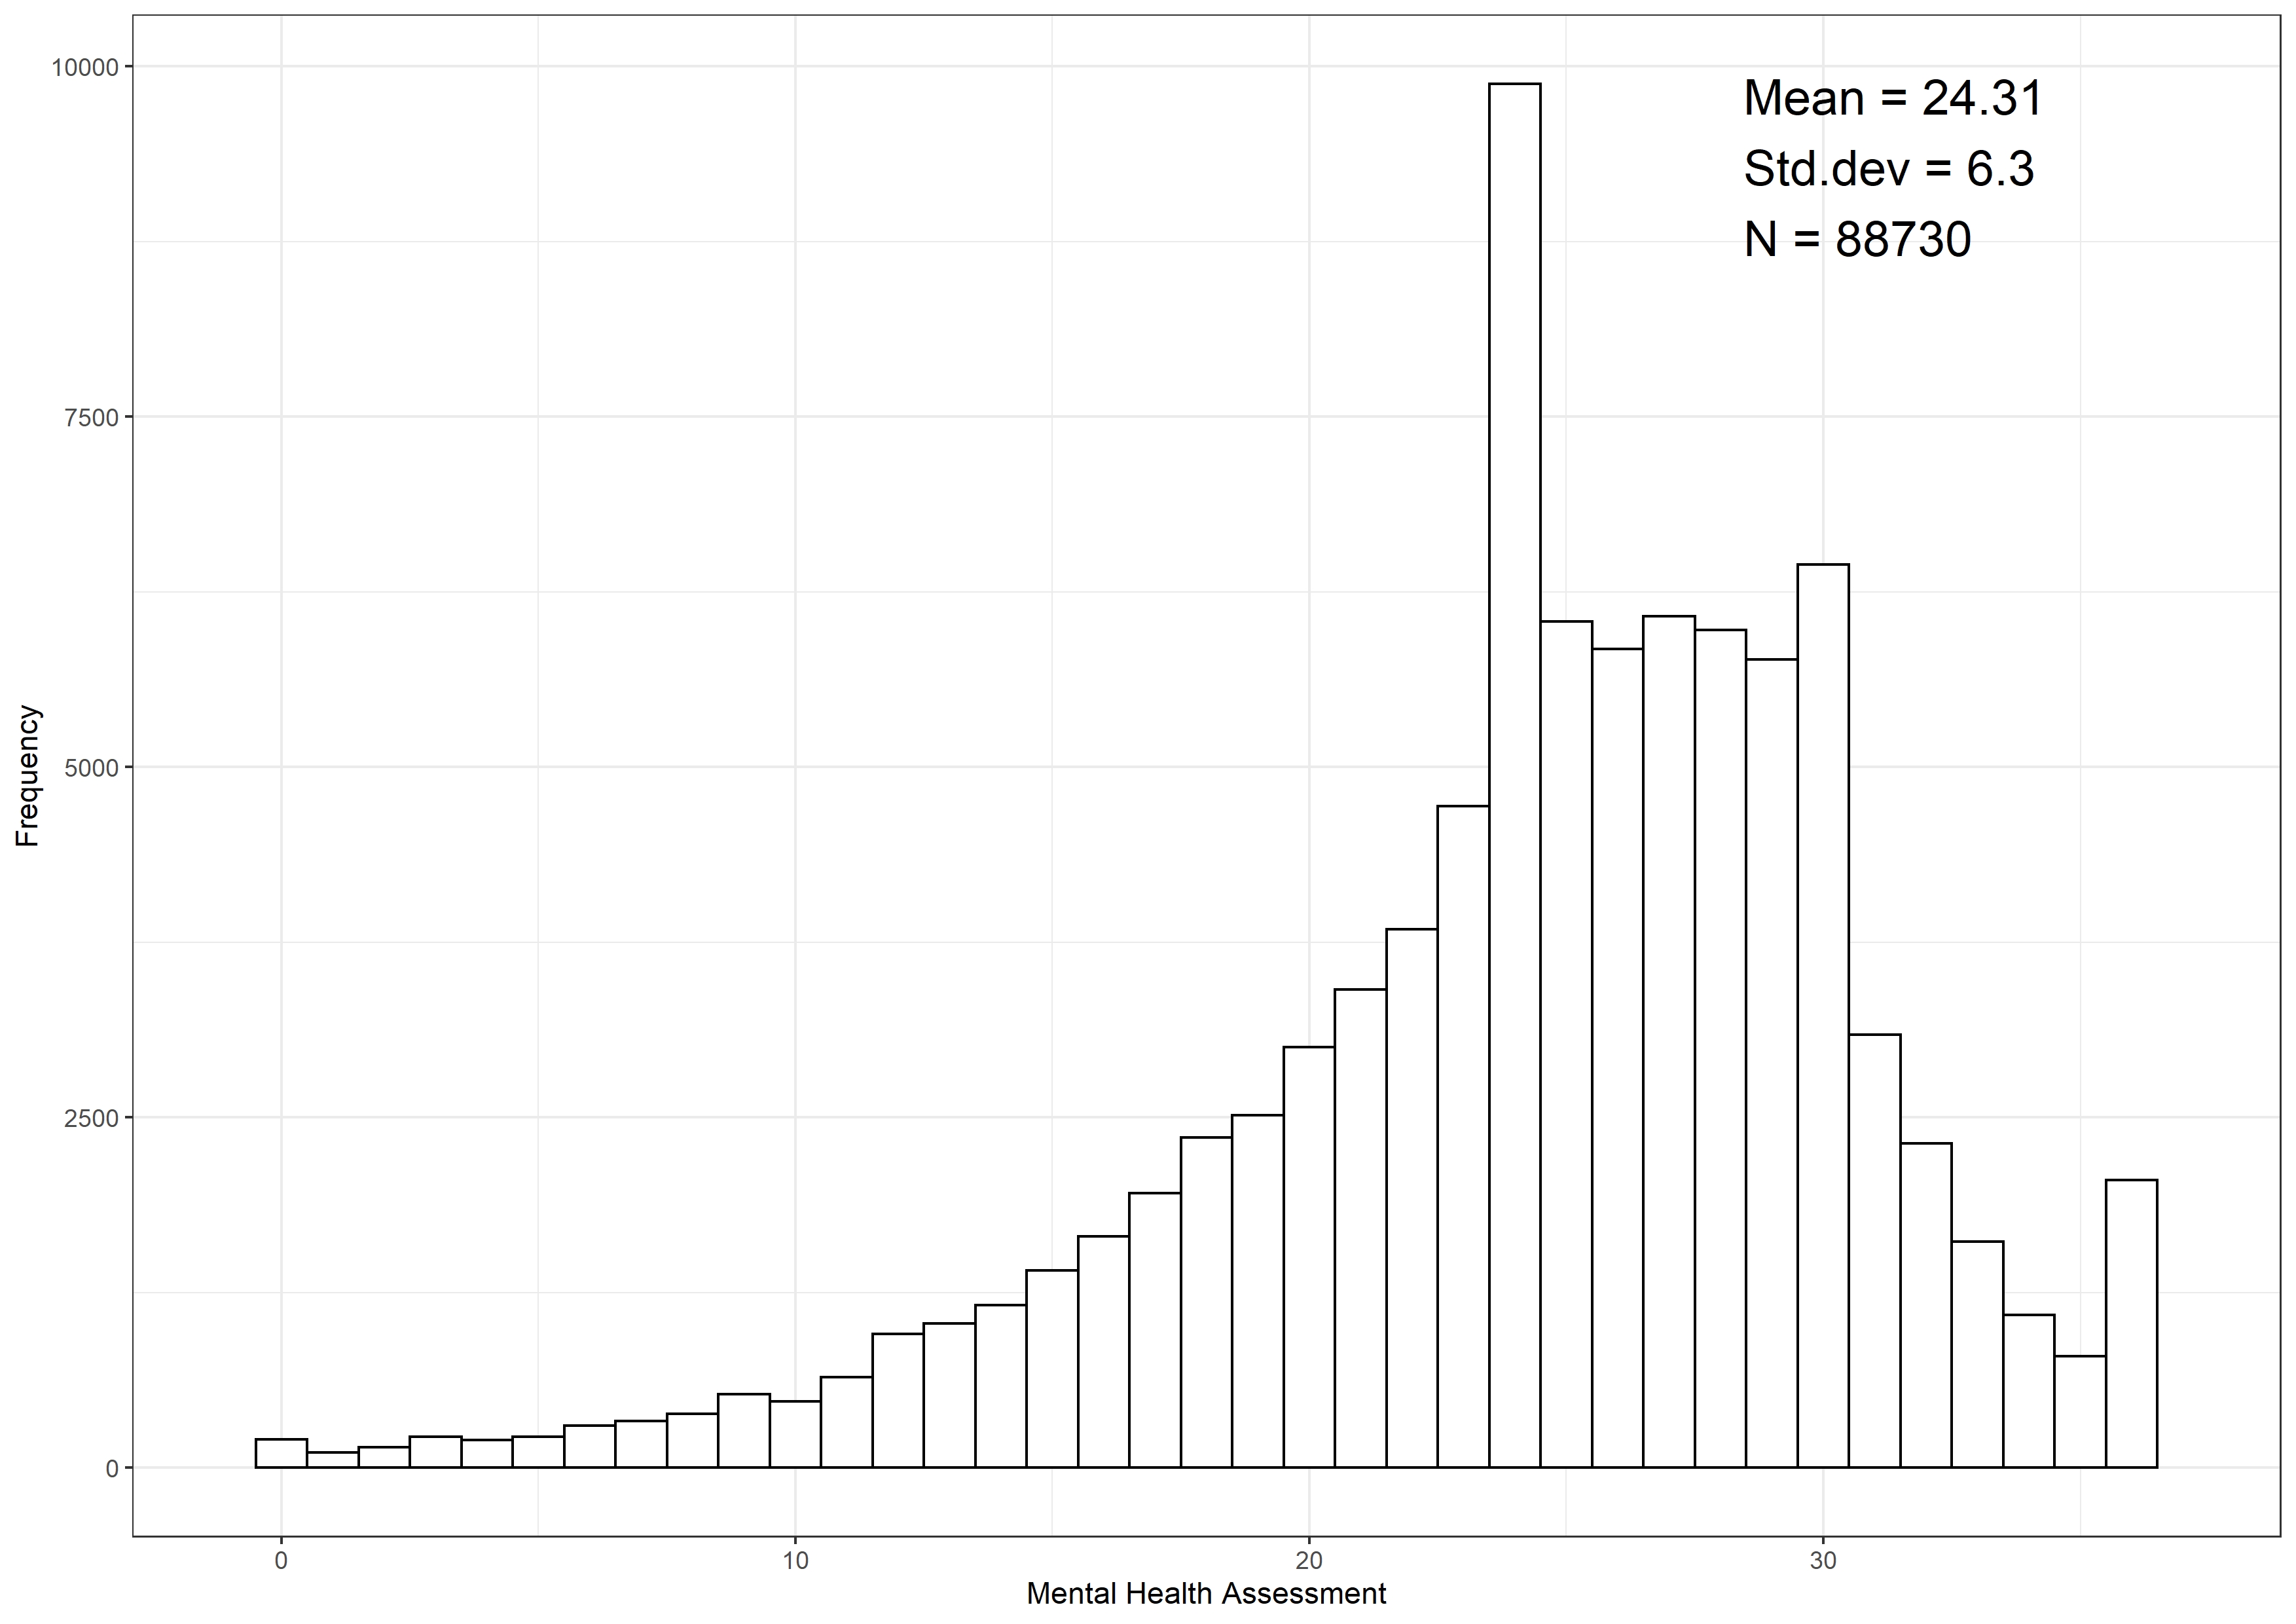 Mean = 24.31
Std.dev = 6.3
N = 88730
10000
7500
5000
2500
0
Frequency
0 10 20 30
Mental Health Assessment